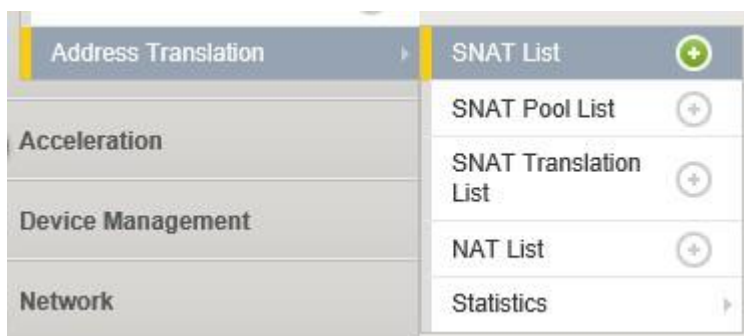 Address Translation
Acceleration
Device Management
Network
SNAT List
SNAT Pool List
SNAT Translation
List
NAT List
Statistics